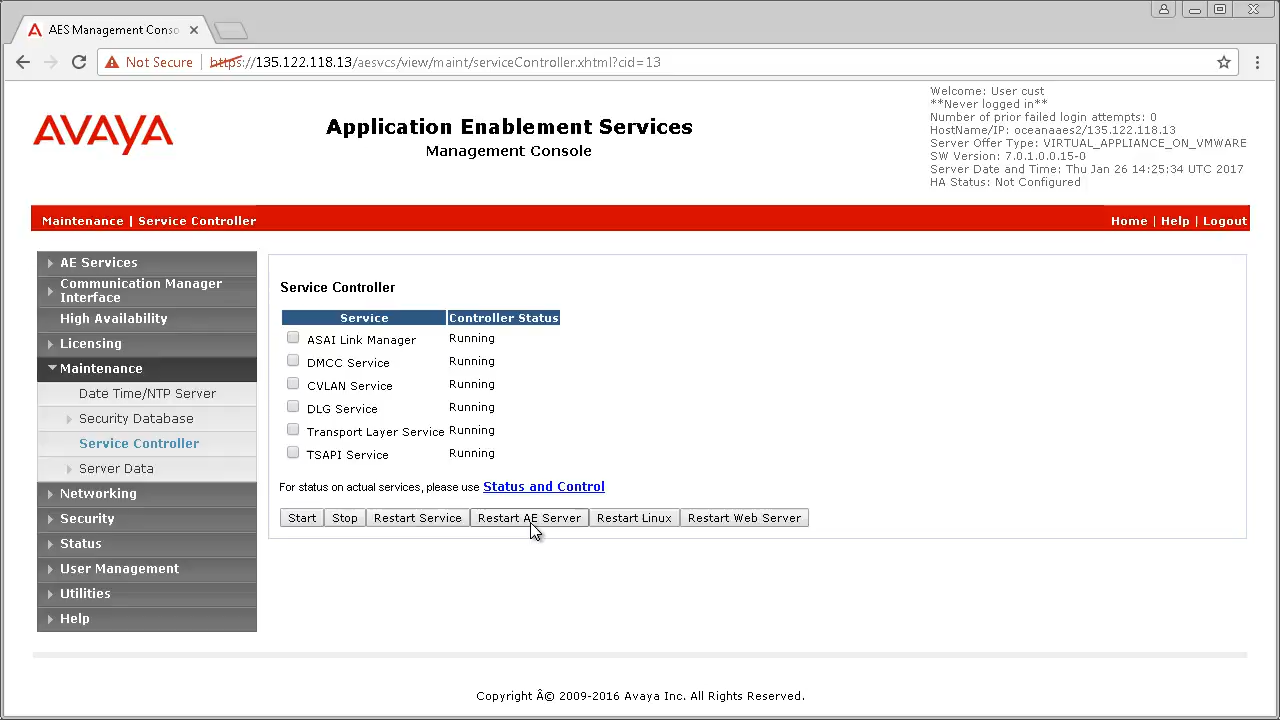 AES Management Conso
Not Secure https://135.122.118.13/aesvcs/view/maint/serviceController.xhtml?cid=13
AVAYA
Application Enablement Services
Management Console
Welcome: User cust
**Never logged in**
Number of prior failed login attempts: 0
HostName/IP: oceanaaes2/135.122.118.13
Server Offer Type: VIRTUAL_APPLIANCE_ON_VMWARE
SW Version: 7.0.1.0.0.15-0
Server Date and Time: Thu Jan 26 14:25:34 UTC 2017
HA Status: Not Configured
Maintenance | Service Controller
Home | Help | Logout
AE Services
Communication Manager
Interface
High Availability
Licensing
Maintenance
Date Time/NTP Server
Security Database
Service Controller
Server Data
Networking
Security
Status
User Management
Utilities
Help
Service Controller
Service Controller Status
ASAI Link Manager Running
DMCC Service Running
CVLAN Service Running
DLG Service Running
Transport Layer Service Running
TSAPI Service Running
For status on actual services, please use Status and Control
Start Stop Restart Service Restart AE Server Restart Linux Restart Web Server
Copyright Â© 2009-2016 Avaya Inc. All Rights Reserved.